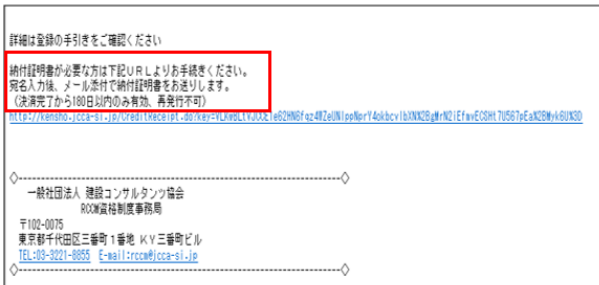 詳細は登録の手引きをご確認ください
納付証明書が必要な方は下記URLよりお手続きください。
宛名入力後、メール添付で納付証明書をお送りします。
（決済完了から180日以内のみ有効、再発行不可）
◇------------------------------------------------◇
一般社団法人 建設コンサルタンツ協会
RCCM資格制度事務局
〒102-0075
東京都千代田区三番町1番地 KY三番町ビル
TEL:03-3221-8855 E-mail:rccm@jcca-si.jp
◇------------------------------------------------◇